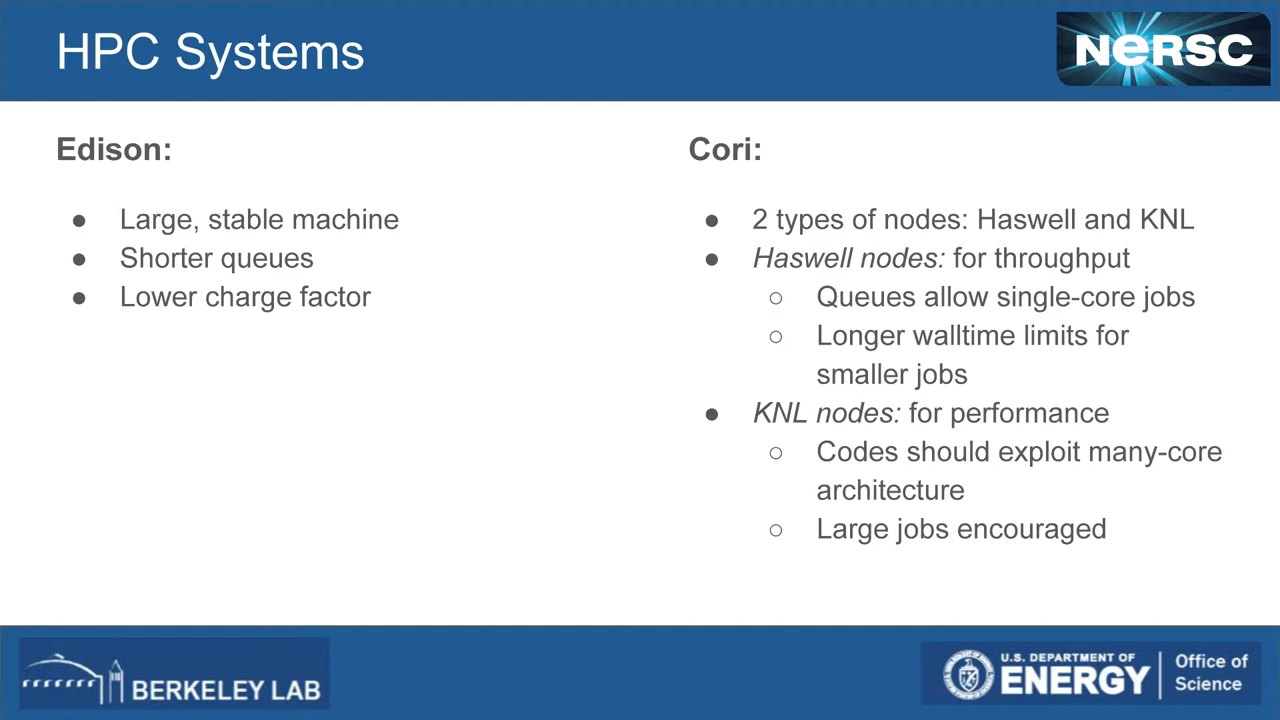 HPC Systems
NERSC
Edison:
● Large, stable machine
● Shorter queues
● Lower charge factor
Cori:
● 2 types of nodes: Haswell and KNL
● Haswell nodes: for throughput
○ Queues allow single-core jobs
○ Longer walltime limits for
smaller jobs
● KNL nodes: for performance
○ Codes should exploit many-core
architecture
○ Large jobs encouraged
BERKELEY LAB
U.S. DEPARTMENT OF
ENERGY
Office of
Science